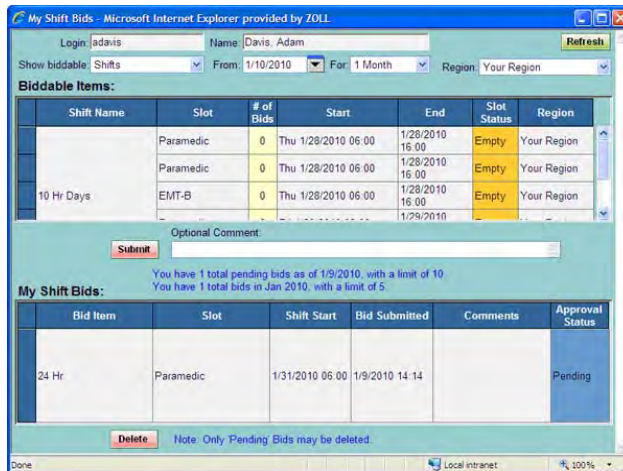 My Shift Bids - Microsoft Internet Explorer provided by ZOLL
Login: adavis Name: Davis, Adam Refresh
Show biddable: Shifts From: 1/10/2010 For: 1 Month Region: Your Region
Biddable Items:
Shift Name Slot # of Bids Start End Slot Status Region
Paramedic 0 Thu 1/28/2010 06:00 1/28/2010 16:00 Empty Your Region
Paramedic 0 Thu 1/28/2010 06:00 1/28/2010 16:00 Empty Your Region
10 Hr Days EMT-B 0 Thu 1/28/2010 06:00 1/28/2010 16:00 Empty Your Region
1/29/2010
Optional Comment:
Submit
You have 1 total pending bids as of 1/9/2010, with a limit of 10.
You have 1 total bids in Jan 2010, with a limit of 5.
My Shift Bids:
Bid Item Slot Shift Start Bid Submitted Comments Approval Status
24 Hr Paramedic 1/31/2010 06:00 1/9/2010 14:14 Pending
Delete Note: Only 'Pending' Bids may be deleted.
Done Local intranet 100%